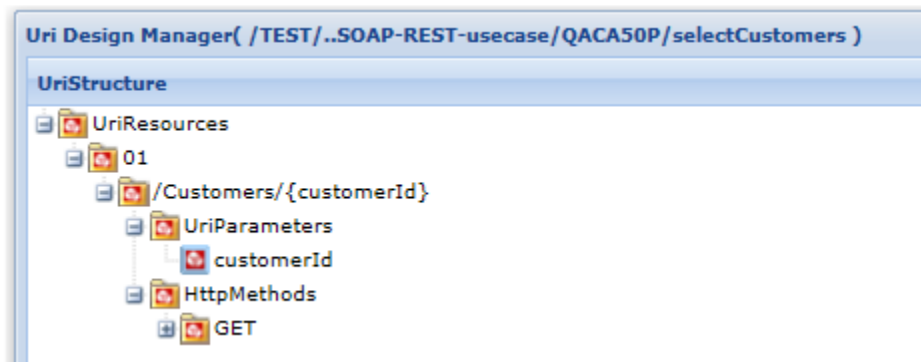 Uri Design Manager( /TEST/..SOAP-REST-usecase/QACA50P/selectCustomers )
UriStructure
UriResources
01
/Customers/{customerId}
UriParameters
customerId
HttpMethods
GET